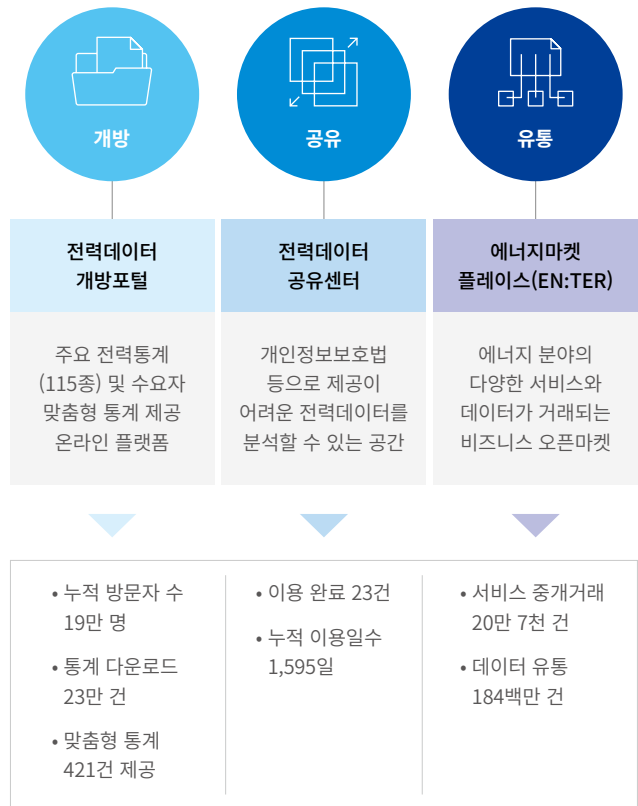 개방
공유
유통
전력데이터
개방포털
전력데이터
공유센터
에너지마켓
플레이스(EN:TER)
주요 전력통계
(115종) 및 수요자
맞춤형 통계 제공
온라인 플랫폼
개인정보보호법
등으로 제공이
어려운 전력데이터를
분석할 수 있는 공간
에너지 분야의
다양한 서비스와
데이터가 거래되는
비즈니스 오픈마켓
• 누적 방문자 수
19만 명
• 통계 다운로드
23만 건
• 맞춤형 통계
421건 제공
• 이용 완료 23건
• 누적 이용일수
1,595일
• 서비스 중개거래
20만 7천 건
• 데이터 유통
184백만 건